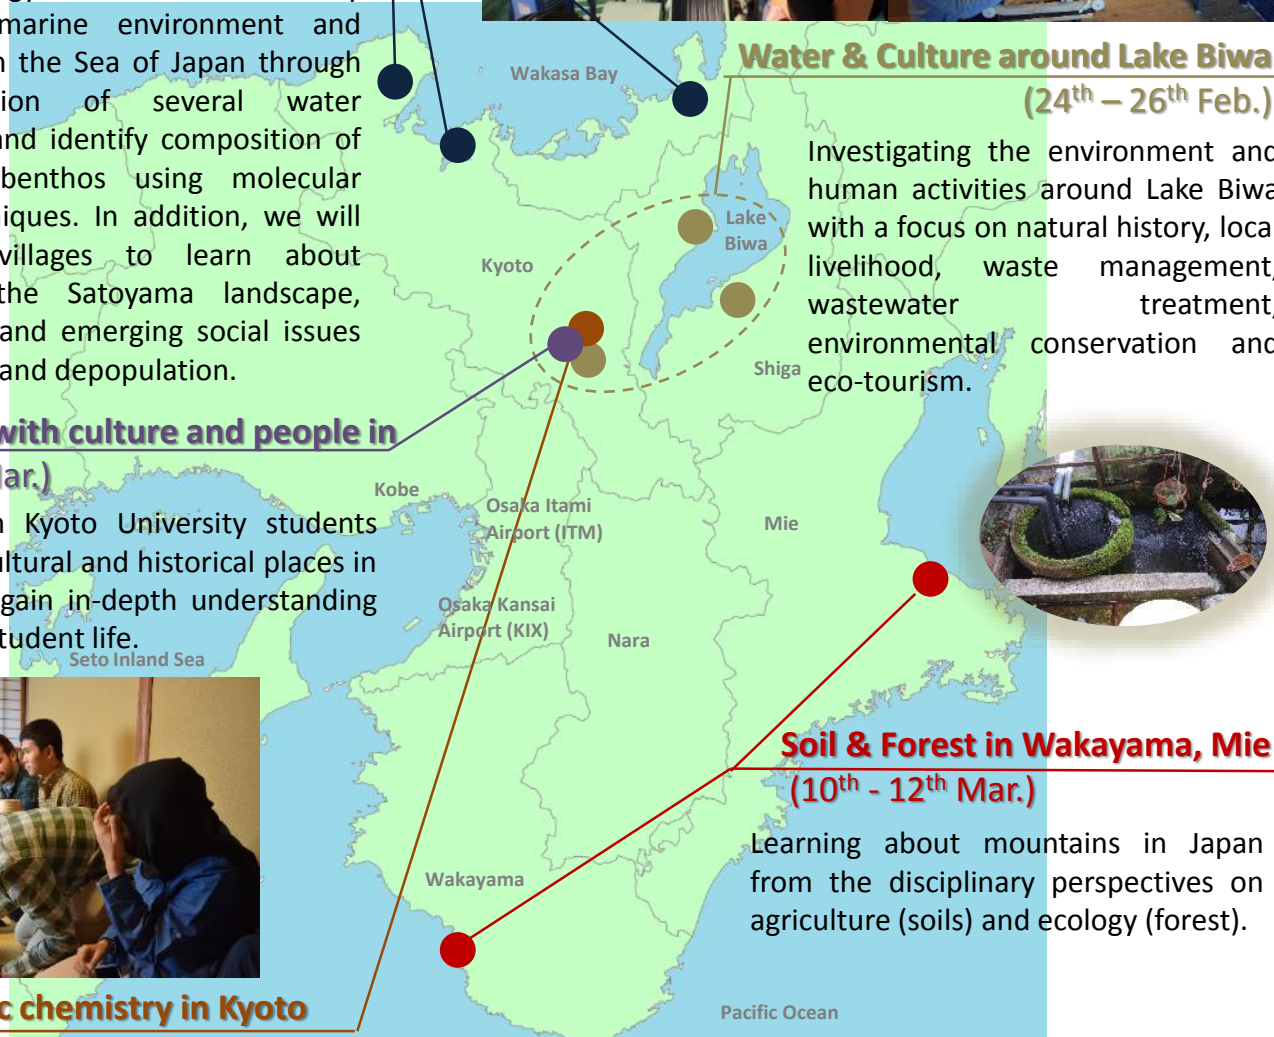 marine environment and
the Sea of Japan through
of several water
and identify composition of
benthos using molecular
In addition, we will
villages to learn about
the Satoyama landscape,
and emerging social issues
and depopulation.
with culture and people in
Kyoto University students
and historical places in
gain in-depth understanding
student life.
chemistry in Kyoto
Water & Culture around Lake Biwa
(24th – 26th Feb.)
Investigating the environment and
human activities around Lake Biwa
with a focus on natural history,
livelihood, waste management,
wastewater treatment,
environmental conservation and
eco-tourism.
Soil & Forest in Wakayama, Mie
(10th - 12th Mar.)
Learning about mountains in Japan
from the disciplinary perspectives on
agriculture (soils) and ecology (forest).
Wakasa Bay
Lake
Biwa
Kyoto
Shiga
Kobe
Osaka Itami
Airport (ITM)
Mie
Osaka Kansai
Airport (KIX)
Nara
Seto Inland Sea
Wakayama
Pacific Ocean